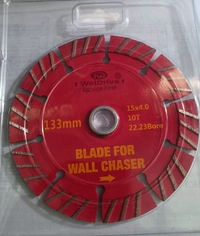 133mm
15x4.0
10T
22.23Bore
BLADE FOR
WALL CHASER